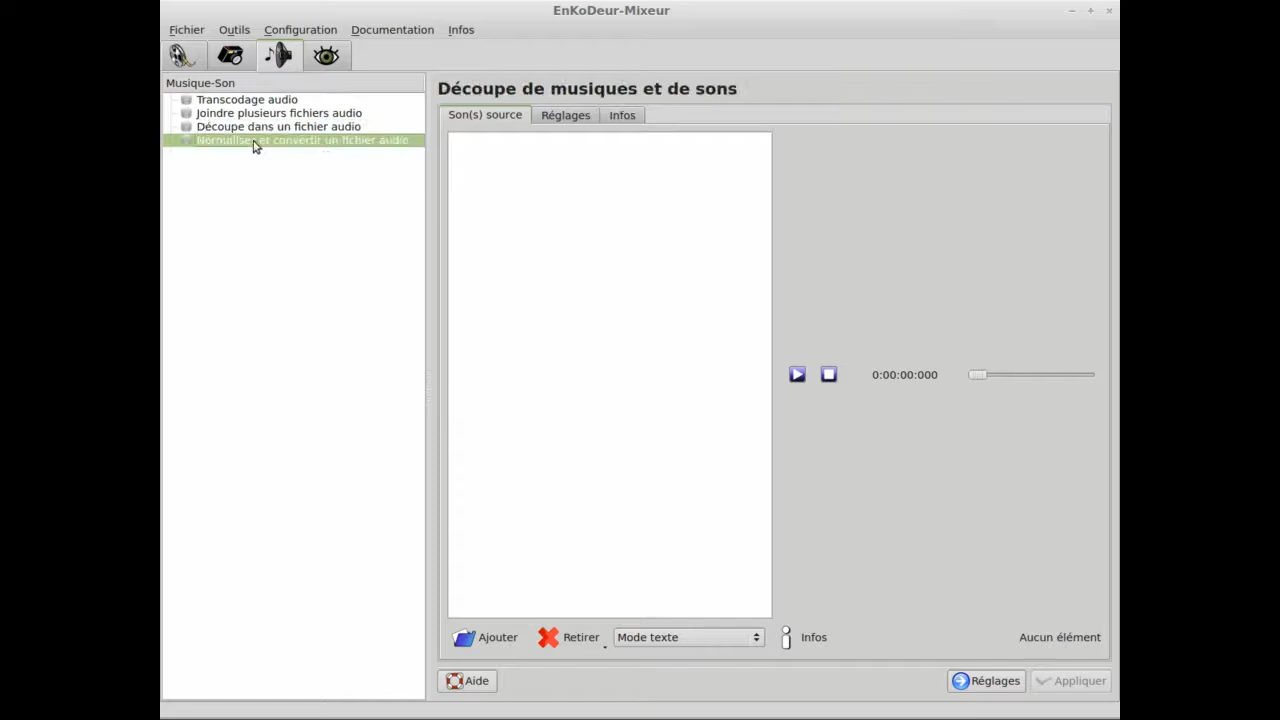 EnKoDeur-Mixeur
Fichier Outils Configuration Documentation Infos
Musique-Son
Transcodage audio
Joindre plusieurs fichiers audio
Découpe dans un fichier audio
Normaliser et convertir un fichier audio
Découpe de musiques et de sons
Son(s) source Réglages Infos
0:00:00:000
Ajouter Retirer Mode texte Infos Aucun élément
Aide Réglages Appliquer